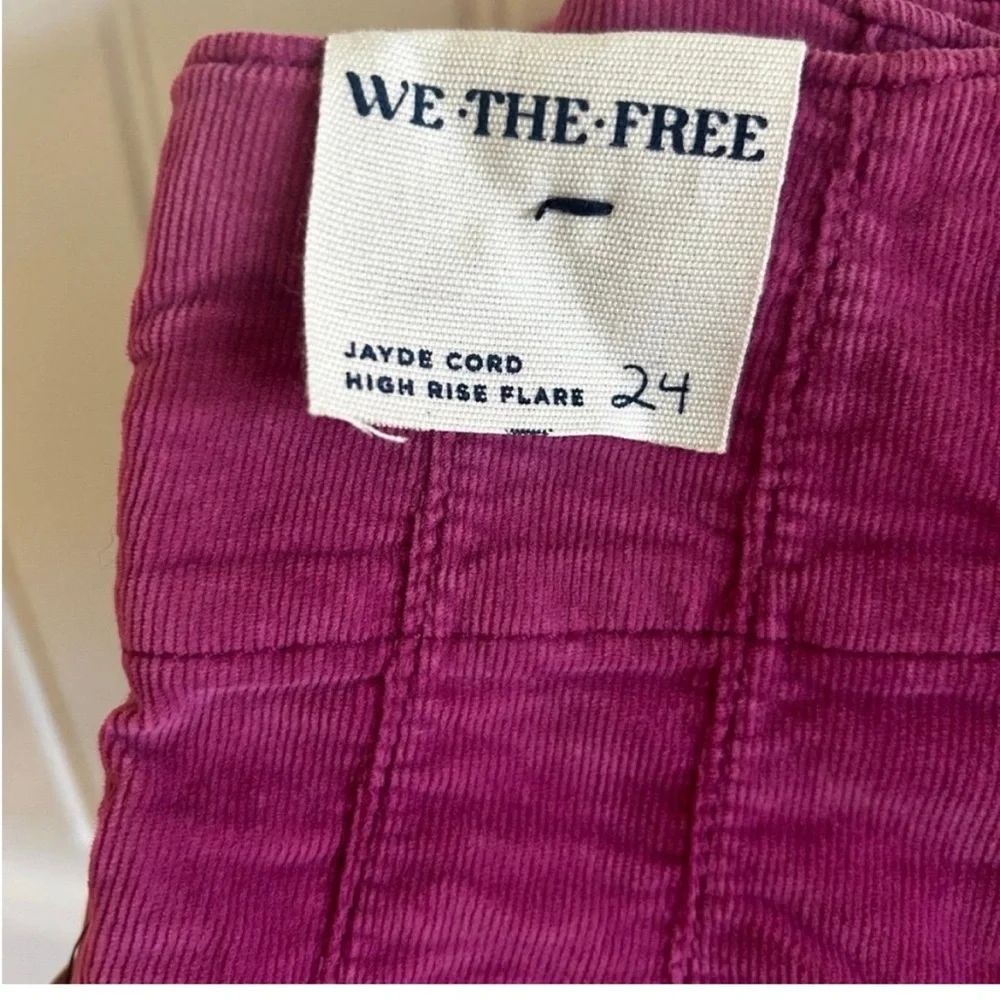 WE·THE·FREE
JAYDE CORD
HIGH RISE FLARE 24